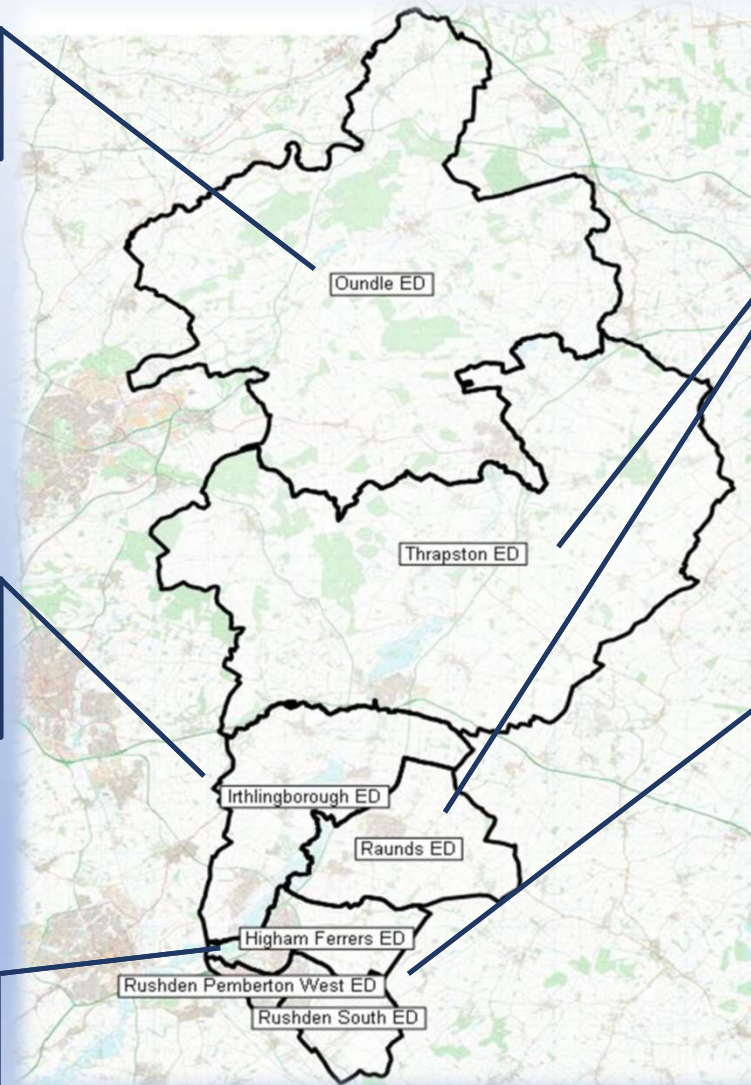 Oundle ED
Thrapston ED
Irthlingborough ED
Raunds ED
Higham Ferrers ED
Rushden Pemberton West ED
Rushden South ED